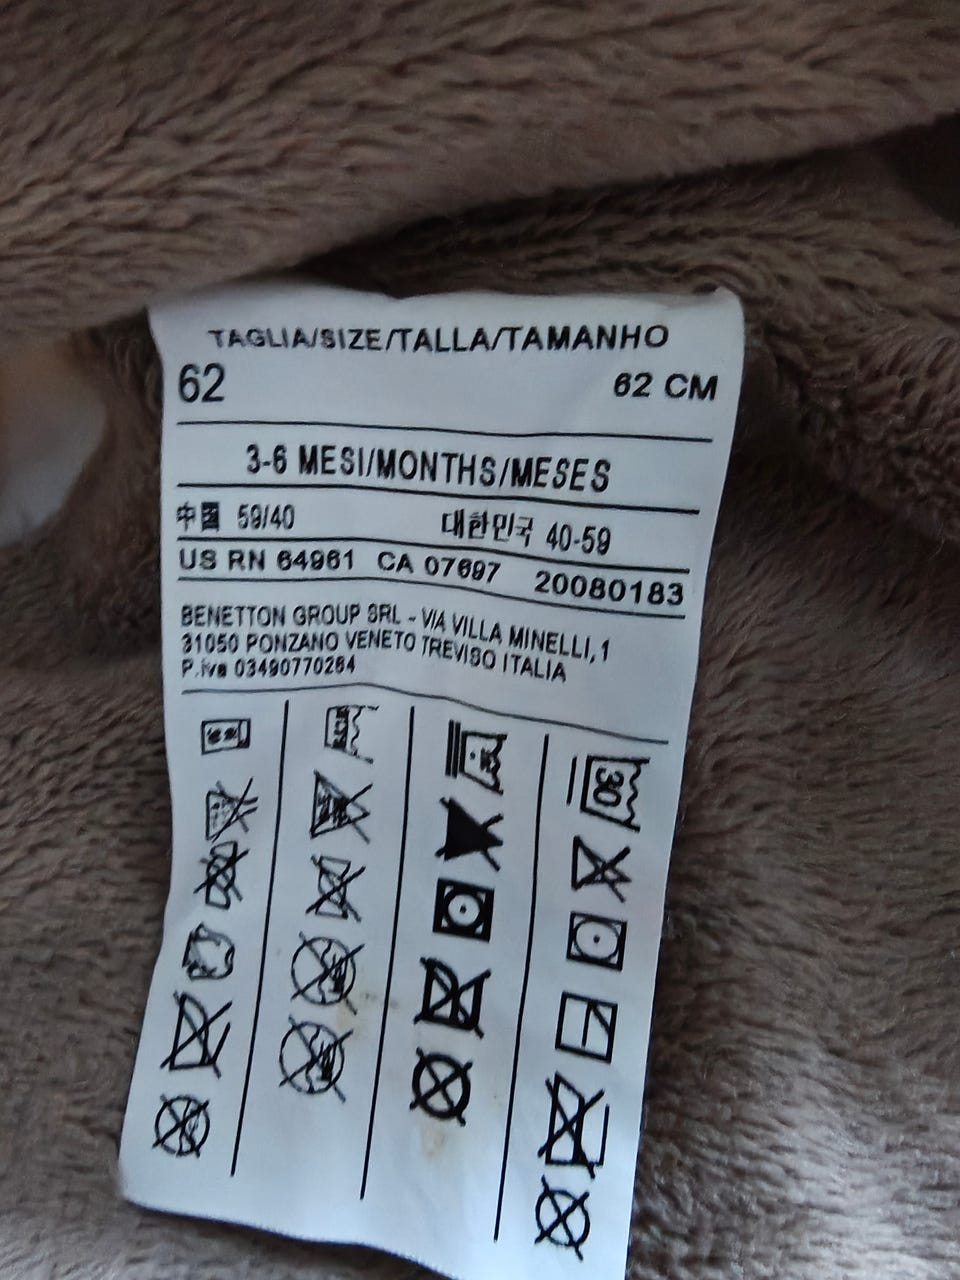 TAGLIA/SIZE/TALLA/TAMANHO
62 62 CM
3-6 MESI/MONTHS/MESES
中国 59/40 대한민국 40-59
US RN 64961 CA 07697 20080183
BENETTON GROUP SRL - VIA VILLA MINELLI, 1
31050 PONZANO VENETO TREVISO ITALIA
P.iva 03490770264
30